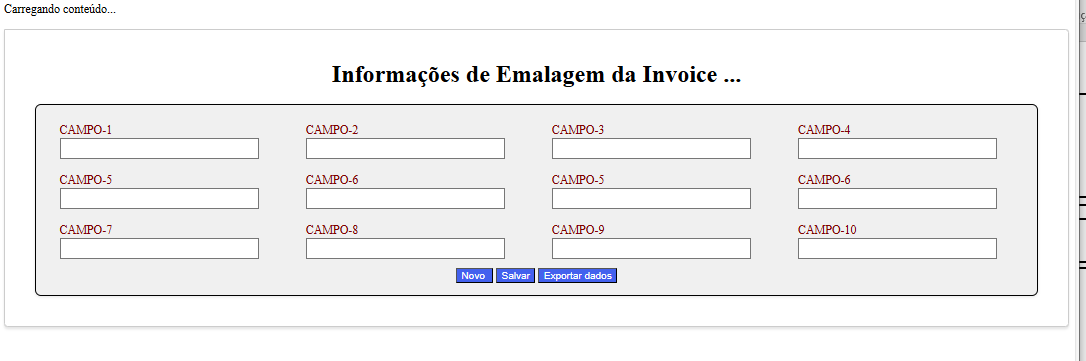 Carregando conteúdo...
Informações de Emalagem da Invoice ...
CAMPO-1 CAMPO-2 CAMPO-3 CAMPO-4
CAMPO-5 CAMPO-6 CAMPO-5 CAMPO-6
CAMPO-7 CAMPO-8 CAMPO-9 CAMPO-10
Novo Salvar Exportar dados